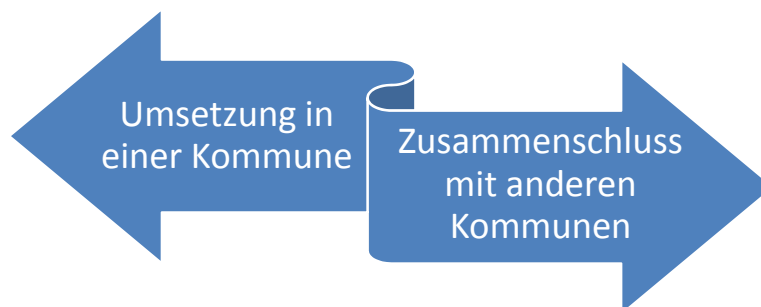 Umsetzung in
einer Kommune
Zusammenschluss
mit anderen
Kommunen